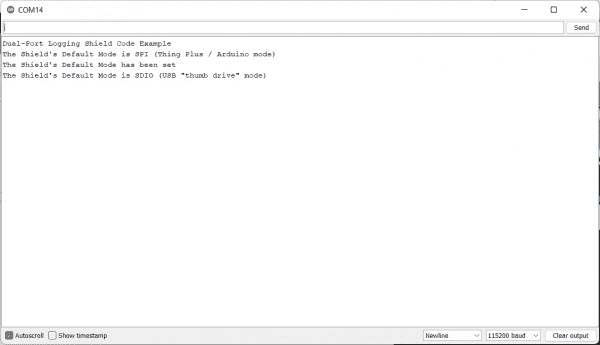 COM14
Send
Dual-Port Logging Shield Code Example
The Shield's Default Mode is SPI (Thing Plus / Arduino mode)
The Shield's Default Mode has been set
The Shield's Default Mode is SDIO (USB "thumb drive" mode)
Autoscroll Show timestamp Newline 115200 baud Clear output